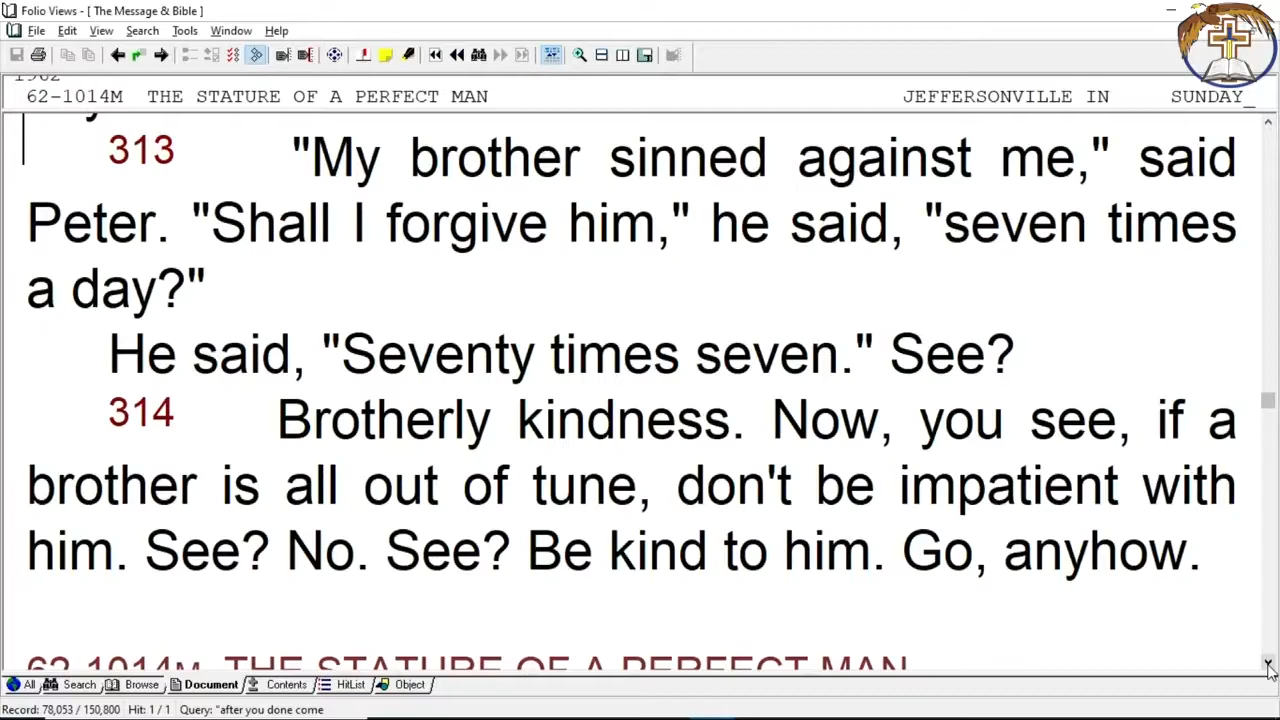 Folio Views - [ The Message & Bible ]
File Edit View Search Tools Window Help
1962
62-1014M THE STATURE OF A PERFECT MAN JEFFERSONVILLE IN SUNDAY_
313 "My brother sinned against me," said
Peter. "Shall I forgive him," he said, "seven times
a day?"
He said, "Seventy times seven." See?
314 Brotherly kindness. Now, you see, if a
brother is all out of tune, don't be impatient with
him. See? No. See? Be kind to him. Go, anyhow.
62-1014M THE STATURE OF A PERFECT MAN
All Search Browse Document Contents HitList Object
Record: 78,053 / 150,800 Hit: 1 / 1 Query: "after you done come